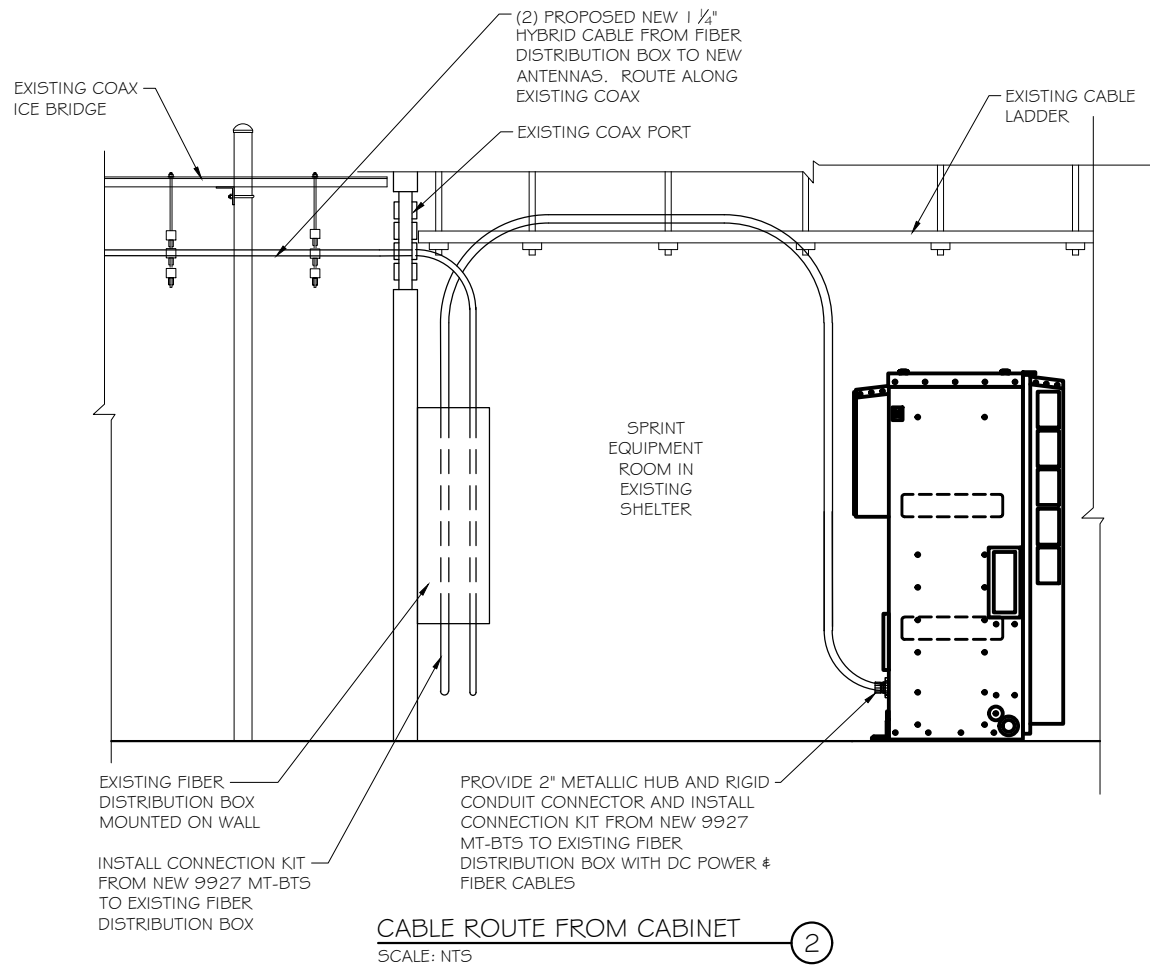 (2) PROPOSED NEW 1 1/4"
HYBRID CABLE FROM FIBER
DISTRIBUTION BOX TO NEW
ANTENNAS. ROUTE ALONG
EXISTING COAX
EXISTING COAX
ICE BRIDGE
EXISTING CABLE
LADDER
EXISTING COAX PORT
SPRINT
EQUIPMENT
ROOM IN
EXISTING
SHELTER
EXISTING FIBER
DISTRIBUTION BOX
MOUNTED ON WALL
INSTALL CONNECTION KIT
FROM NEW 9927 MT-BTS
TO EXISTING FIBER
DISTRIBUTION BOX
PROVIDE 2" METALLIC HUB AND RIGID
CONDUIT CONNECTOR AND INSTALL
CONNECTION KIT FROM NEW 9927
MT-BTS TO EXISTING FIBER
DISTRIBUTION BOX WITH DC POWER &
FIBER CABLES
CABLE ROUTE FROM CABINET
2
SCALE: NTS